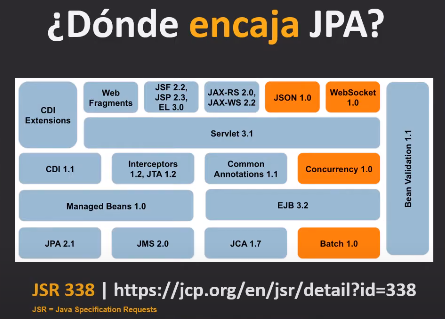 ¿Dónde encaja JPA?
CDI
Extensions
Web
Fragments
JSF 2.2,
JSP 2.3,
EL 3.0
JAX-RS 2.0,
JAX-WS 2.2
JSON 1.0
WebSocket
1.0
Servlet 3.1
CDI 1.1
Interceptors
1.2, JTA 1.2
Common
Annotations 1.1
Concurrency 1.0
Managed Beans 1.0
EJB 3.2
JPA 2.1
JMS 2.0
JCA 1.7
Batch 1.0
Bean Validation 1.1
JSR 338 | https://jcp.org/en/jsr/detail?id=338
JSR = Java Specification Requests